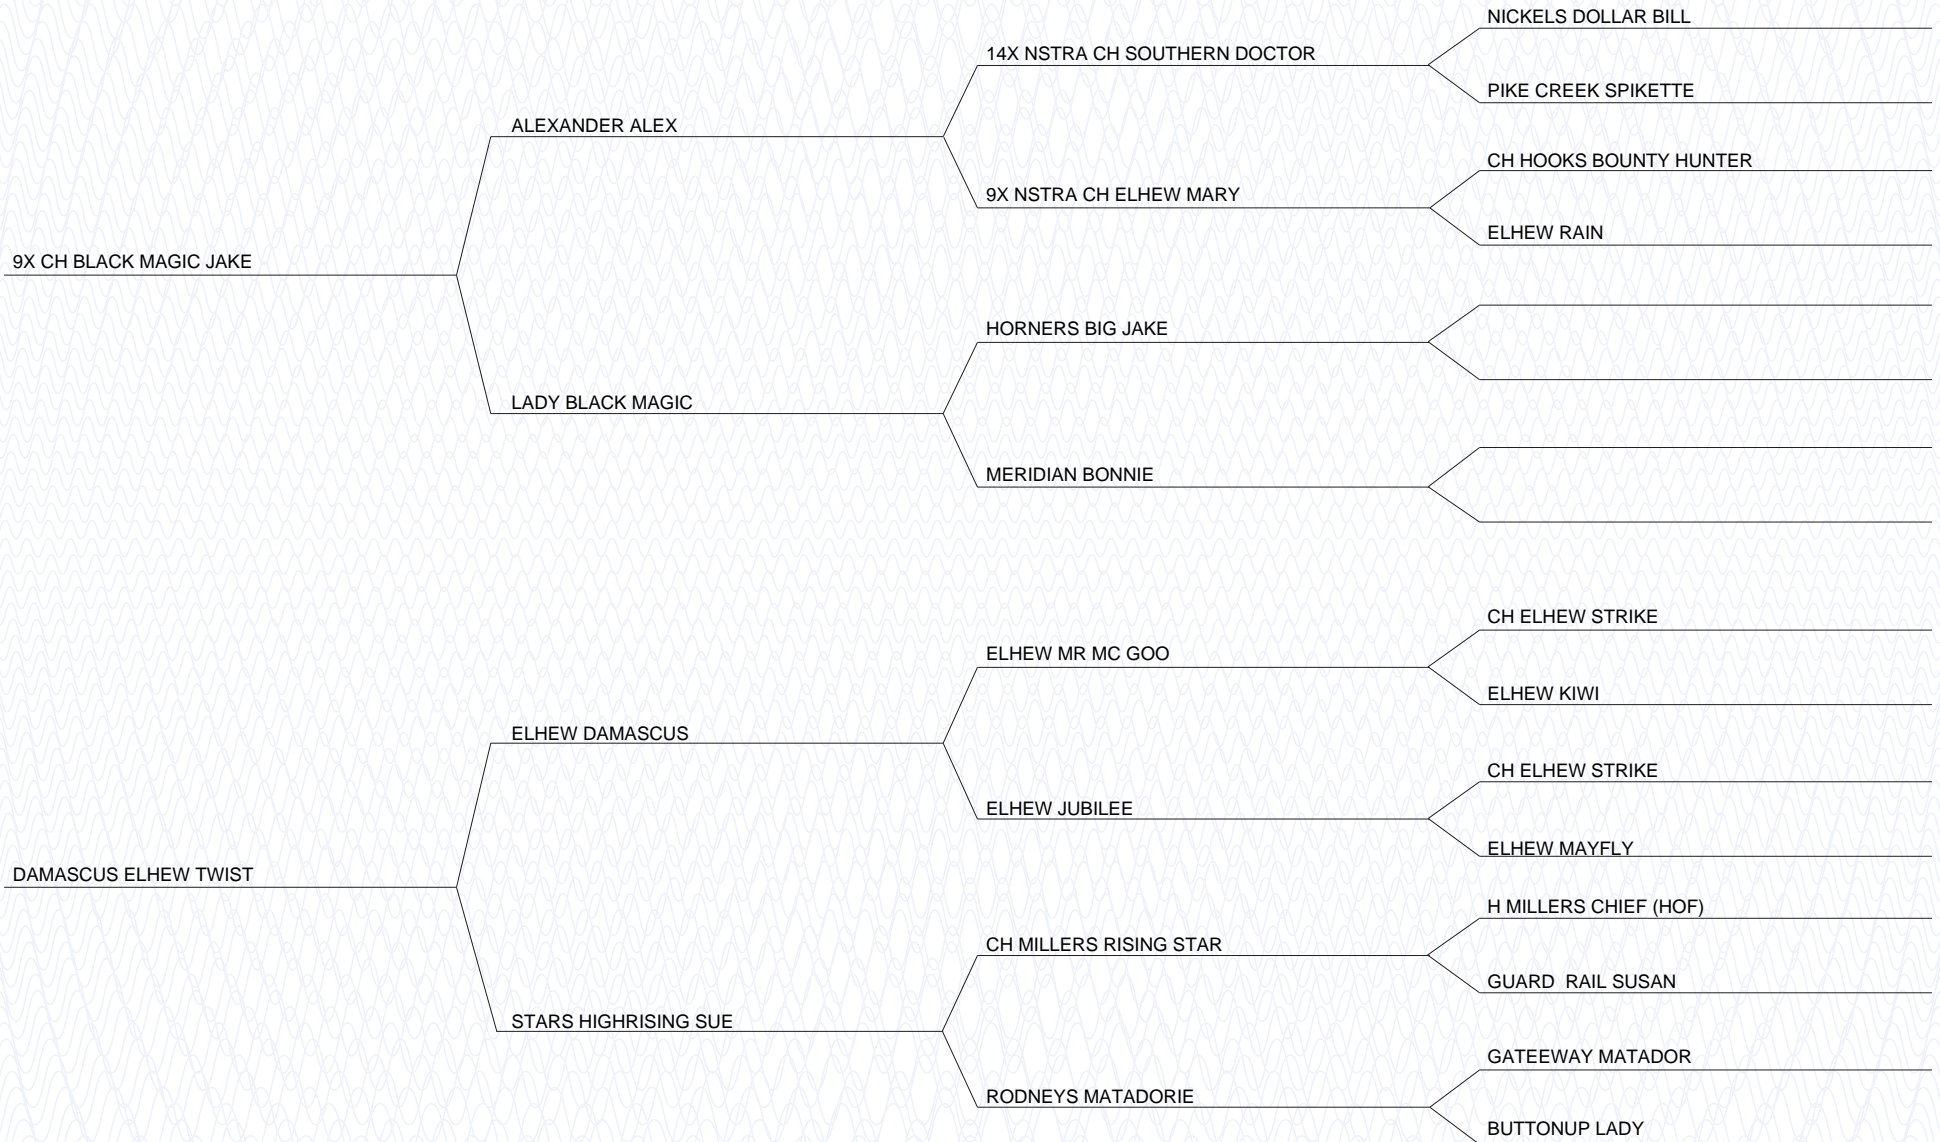 NICKELS DOLLAR BILL
14X NSTRA CH SOUTHERN DOCTOR
PIKE CREEK SPIKETTE
ALEXANDER ALEX
CH HOOKS BOUNTY HUNTER
9X NSTRA CH ELHEW MARY
ELHEW RAIN
9X CH BLACK MAGIC JAKE
HORNERS BIG JAKE
LADY BLACK MAGIC
MERIDIAN BONNIE
CH ELHEW STRIKE
ELHEW MR MC GOO
ELHEW KIWI
ELHEW DAMASCUS
CH ELHEW STRIKE
ELHEW JUBILEE
ELHEW MAYFLY
DAMASCUS ELHEW TWIST
H MILLERS CHIEF (HOF)
CH MILLERS RISING STAR
GUARD  RAIL SUSAN
STARS HIGHRISING SUE
GATEEWAY MATADOR
RODNEYS MATADORIE
BUTTONUP LADY